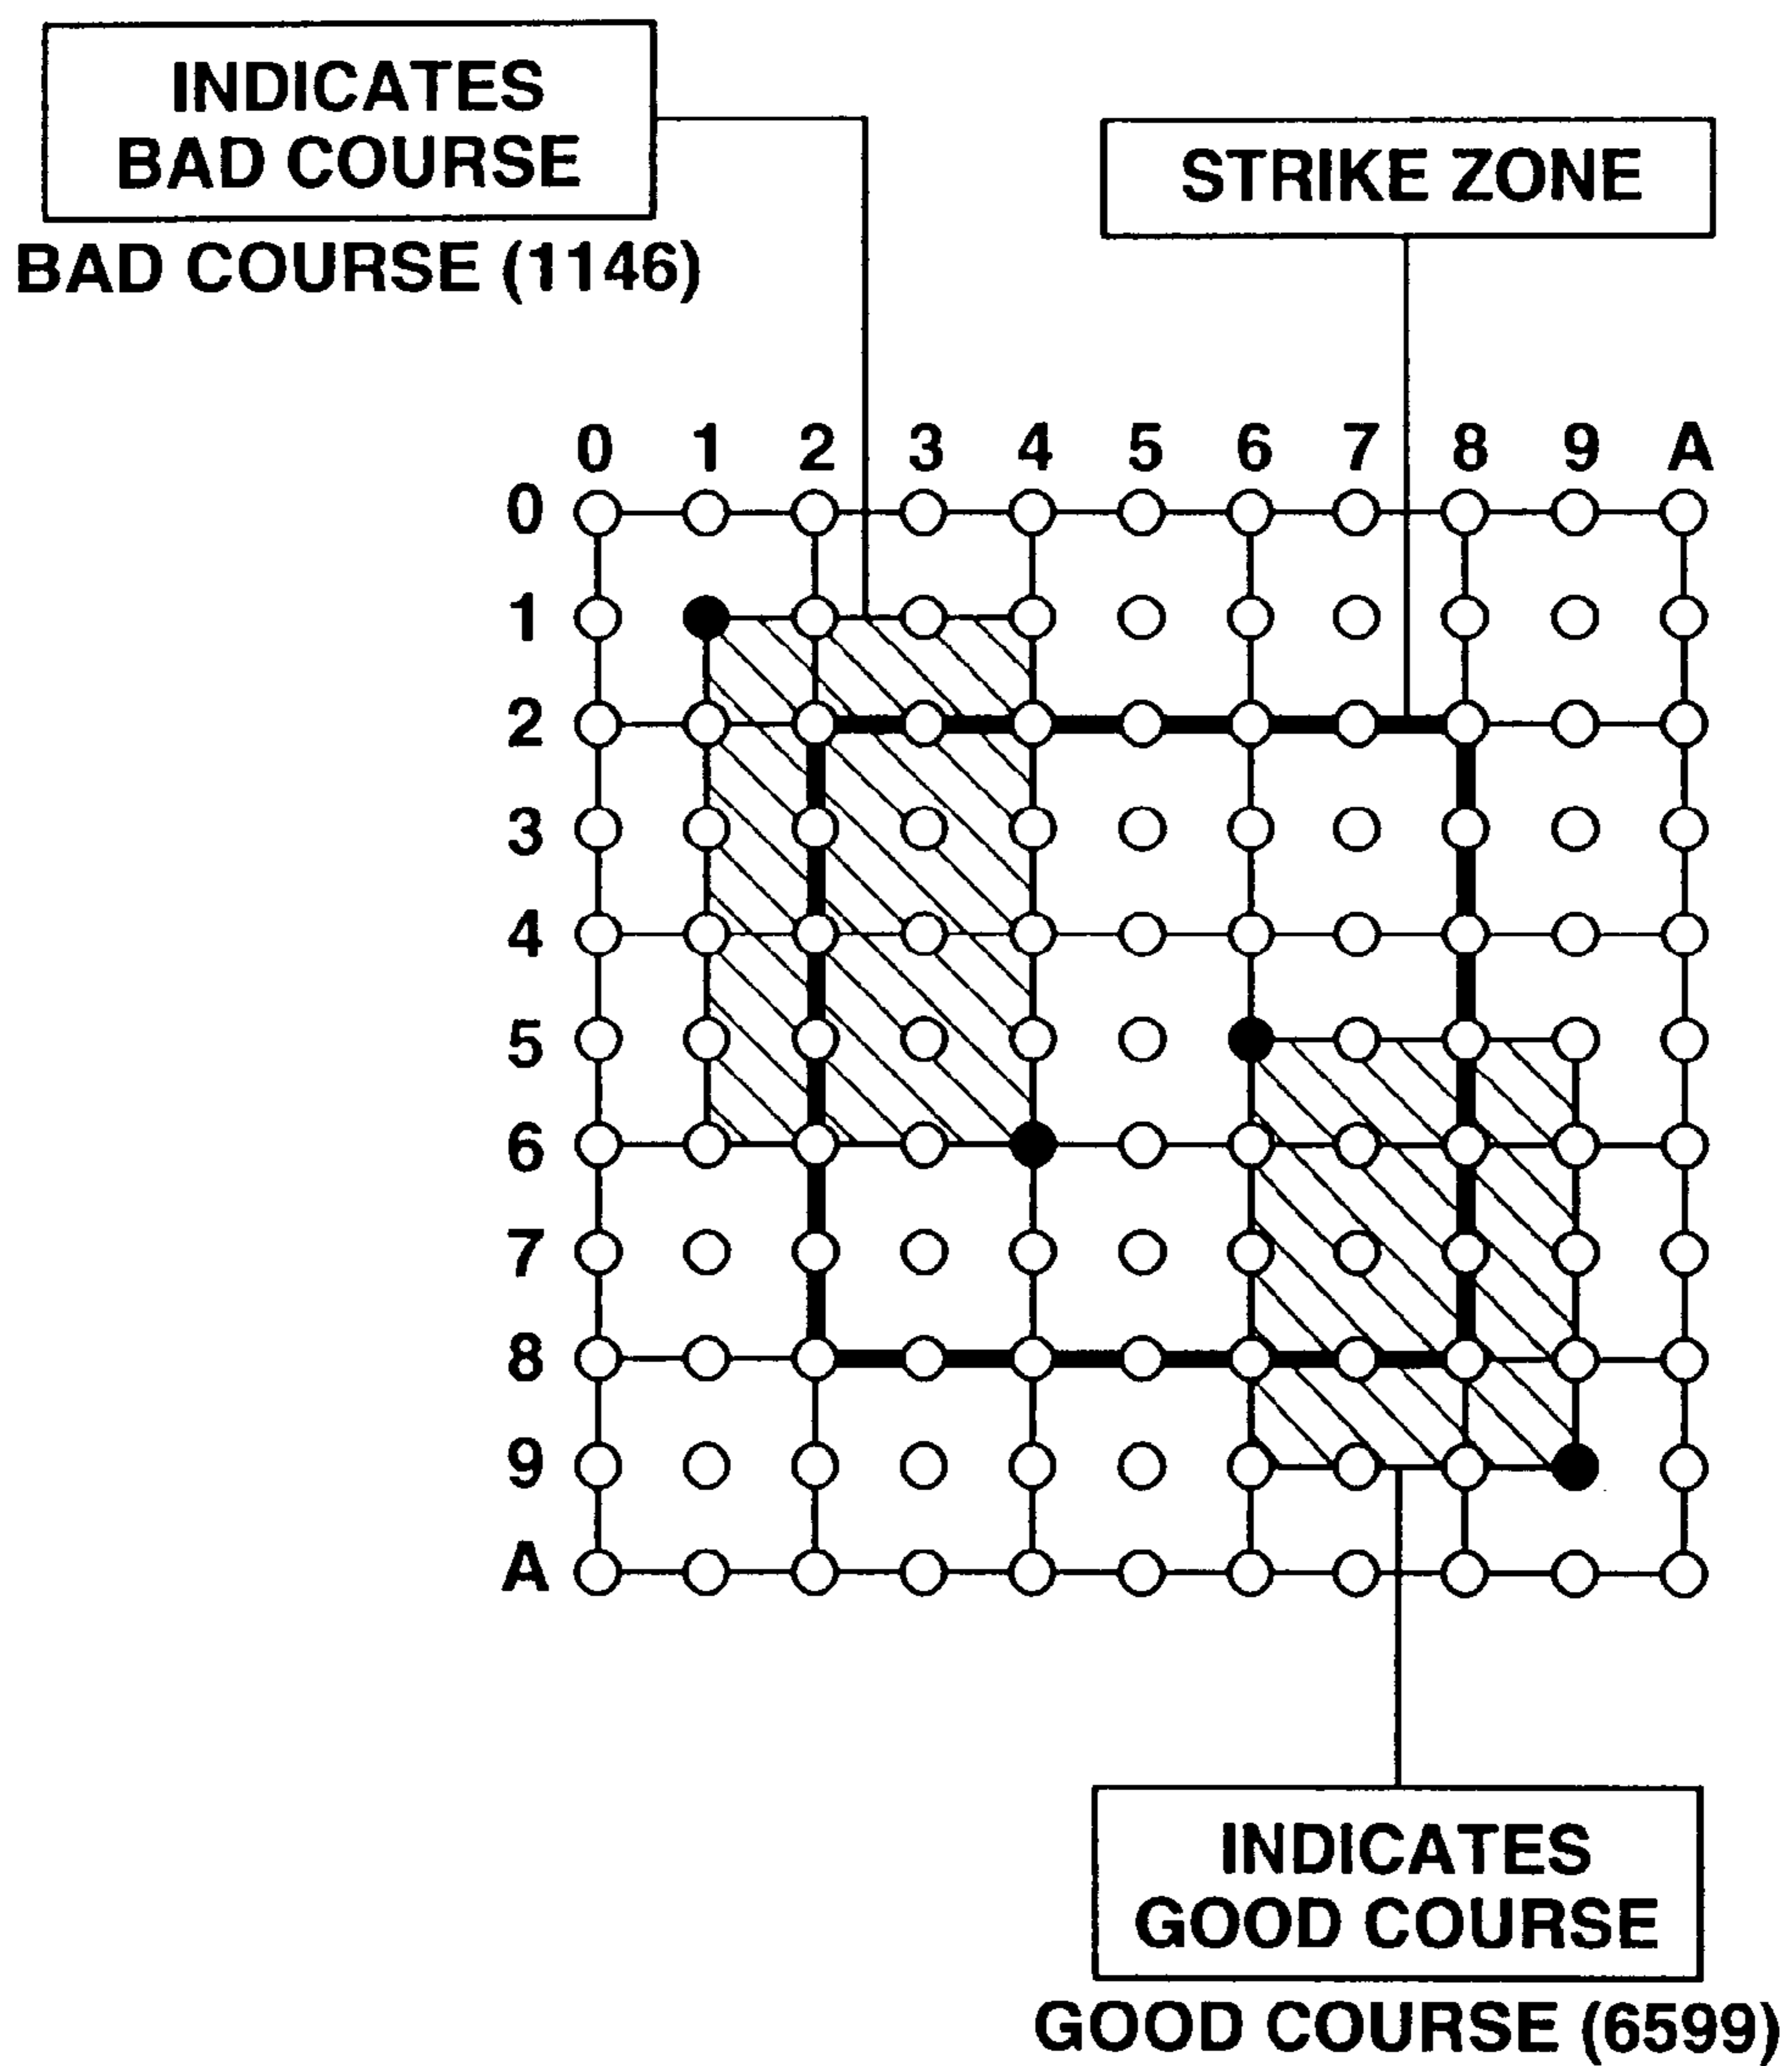 INDICATES
BAD COURSE
BAD COURSE (1146)
STRIKE ZONE
0 1 2 3 4 5 6 7 8 9 A
0
1
2
3
4
5
6
7
8
9
A
INDICATES
GOOD COURSE
GOOD COURSE (6599)